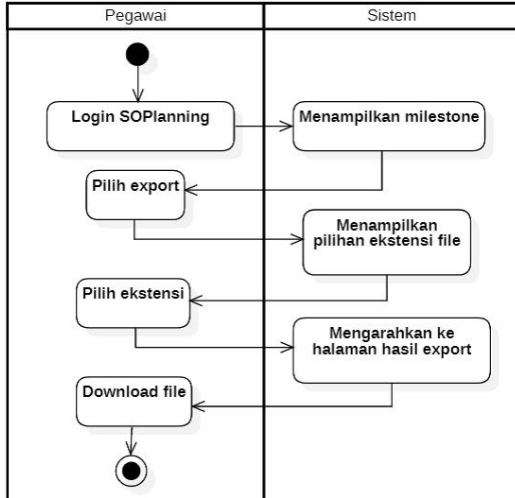 Pegawai
Sistem
Login SOPlanning
Menampilkan milestone
Pilih export
Menampilkan
pilihan ekstensi file
Pilih ekstensi
Mengarahkan ke
halaman hasil export
Download file